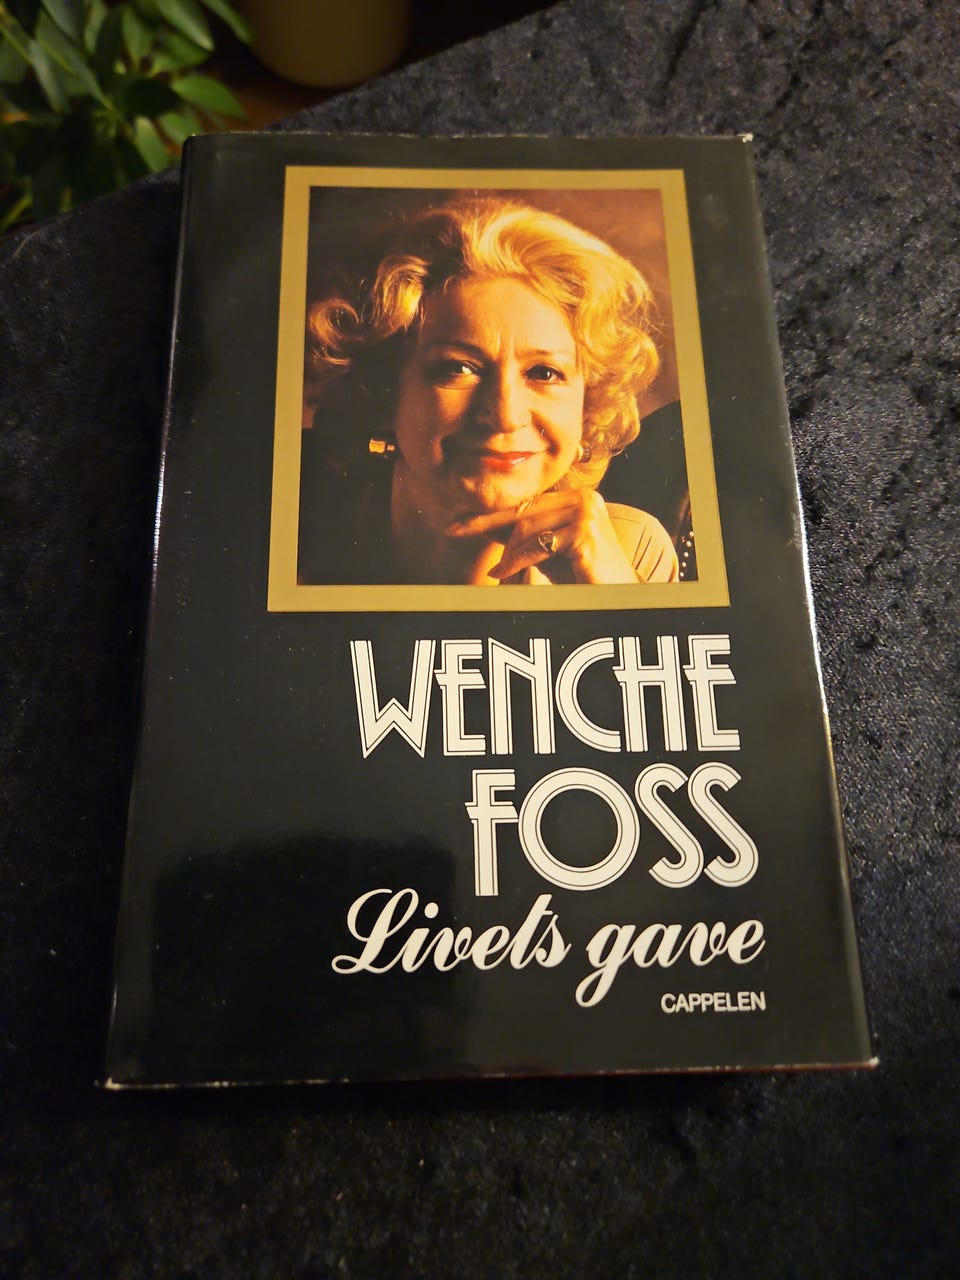 WENCHE
FOSS
Livets gave
CAPPELEN